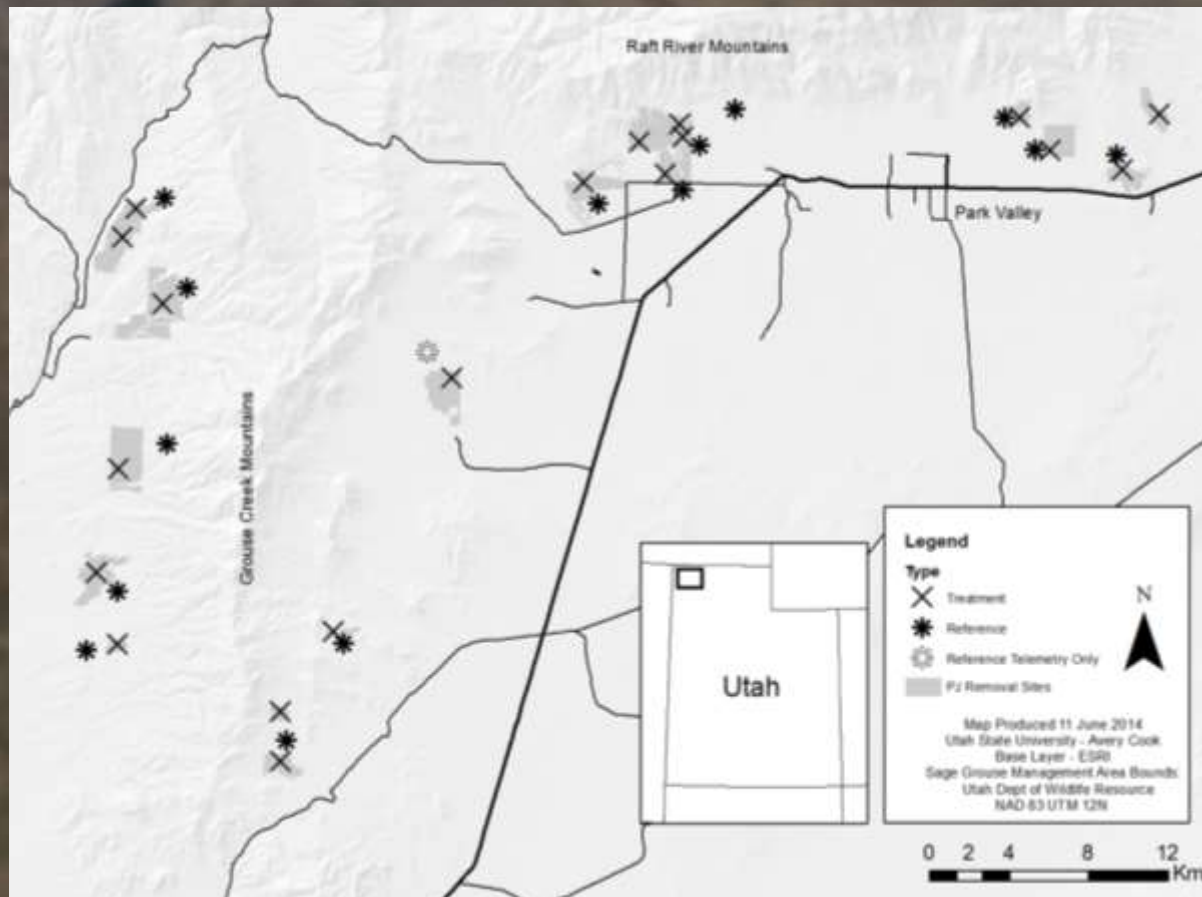 Raft River Mountains
Park Valley
Grouse Creek Mountains
Utah
Legend
Type
Treatment
Reference
Reference Telemetry Only
PJ Removal Sites
N
Map Produced 11 June 2014
Utah State University - Avery Cook
Base Layer - ESRI
Sage Grouse Management Area Bounds
Utah Dept of Wildlife Resource
NAD 83 UTM 12N
0 2 4 8 12
Km